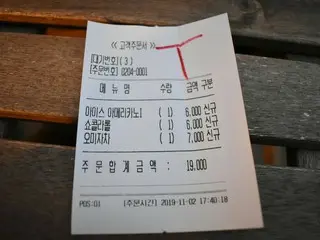 << 고객주문서 >>
T
[대기번호] ( 3 )
[주문번호] 0204-0001
메 뉴 명 수량 금액 구분
아이스 아메리카노1 ( 1) 6,000 신규
쇼콜라롤 ( 1) 6,000 신규
오미자차 ( 1) 7,000 신규
주 문 합 계 금 액 : 19,000
POS:01 [주문시간] 2019-11-02 17:40:10